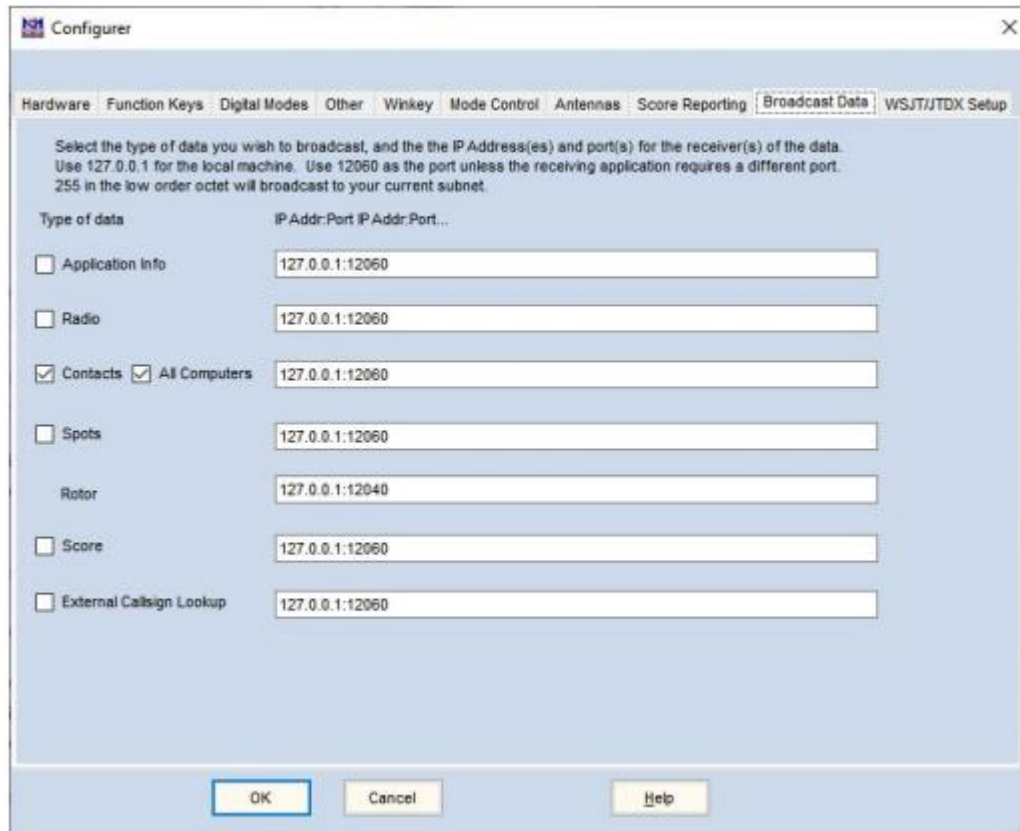 Configurer
Hardware Function Keys Digital Modes Other Winkey Mode Control Antennas Score Reporting Broadcast Data WSJT/JTDX Setup
Select the type of data you wish to broadcast, and the the IP Address(es) and port(s) for the receiver(s) of the data.
Use 127.0.0.1 for the local machine. Use 12060 as the port unless the receiving application requires a different port.
255 in the low order octet will broadcast to your current subnet.
Type of data IP Addr:Port IP Addr:Port...
Application Info 127.0.0.1:12060
Radio 127.0.0.1:12060
Contacts All Computers 127.0.0.1:12060
Spots 127.0.0.1:12060
Rotor 127.0.0.1:12040
Score 127.0.0.1:12060
External Callsign Lookup 127.0.0.1:12060
OK Cancel Help